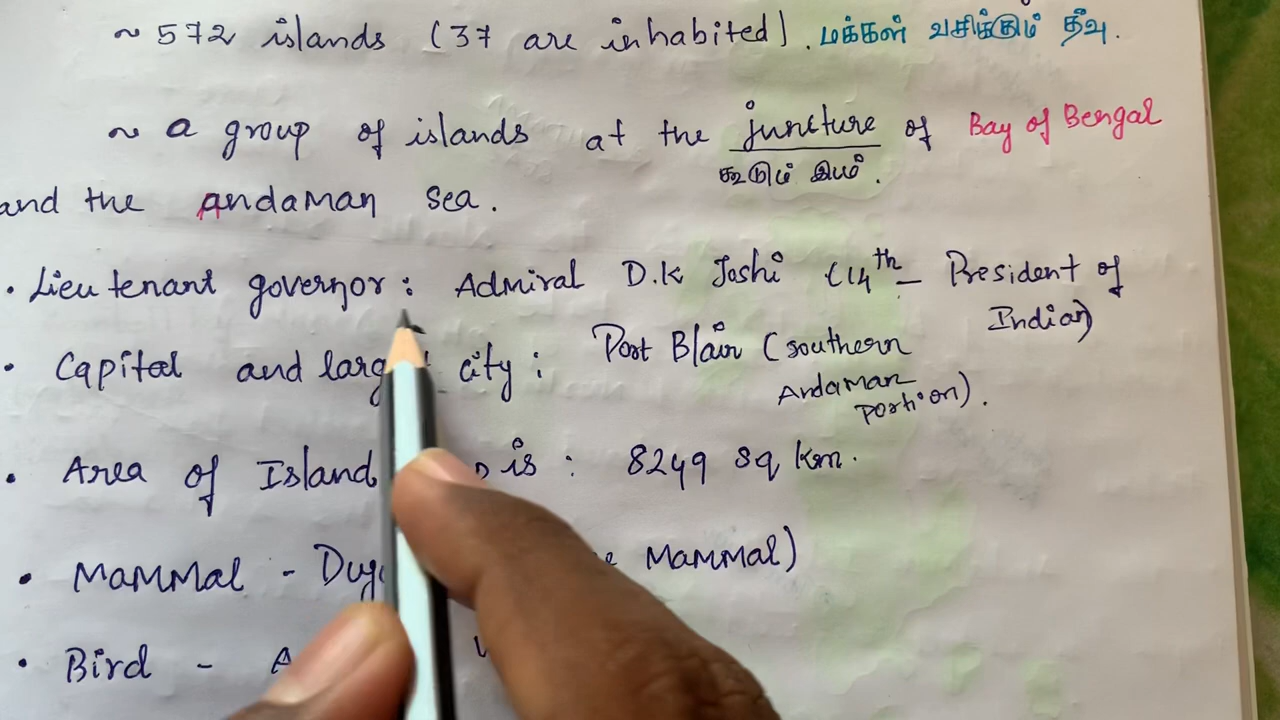 ~ 572 islands (37 are inhabited). மக்கள் வசிக்கும் தீவு.
~ a group of islands at the juncture of Bay of Bengal
கூடும் இடம்.
and the Andaman sea.
. Lieutenant governor : Admiral D.K Joshi (14th - President of
Indian)
. Capital and city : Port Blair (southern
Andaman
portion).
. Area of Island is : 8249 sq km.
. Mammal - Mammal)
. Bird -